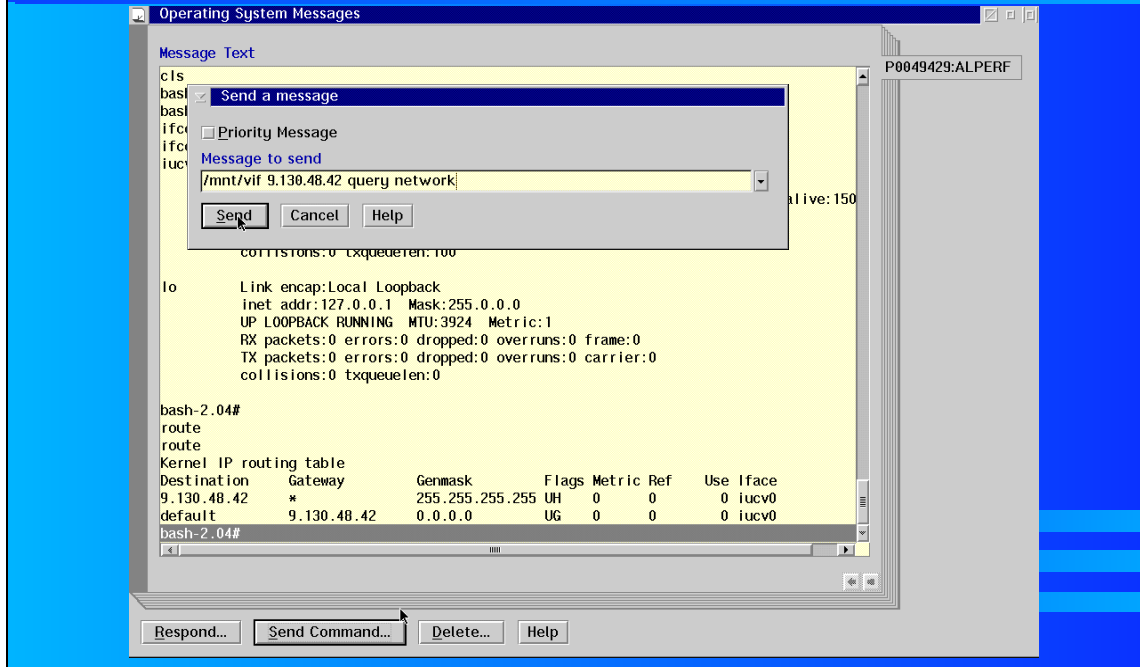 Operating System Messages
Message Text
P0049429:ALPERF
cls
Send a message
Priority Message
Message to send
/mnt/vif 9.130.48.42 query network
Send Cancel Help
alive:150
collisions:0 txqueuelen:100
lo Link encap:Local Loopback
inet addr:127.0.0.1 Mask:255.0.0.0
UP LOOPBACK RUNNING MTU:3924 Metric:1
RX packets:0 errors:0 dropped:0 overruns:0 frame:0
TX packets:0 errors:0 dropped:0 overruns:0 carrier:0
collisions:0 txqueuelen:0
bash-2.04#
route
route
Kernel IP routing table
Destination Gateway Genmask Flags Metric Ref Use Iface
9.130.48.42 * 255.255.255.255 UH 0 0 0 iucv0
default 9.130.48.42 0.0.0.0 UG 0 0 0 iucv0
bash-2.04#
Respond... Send Command... Delete... Help